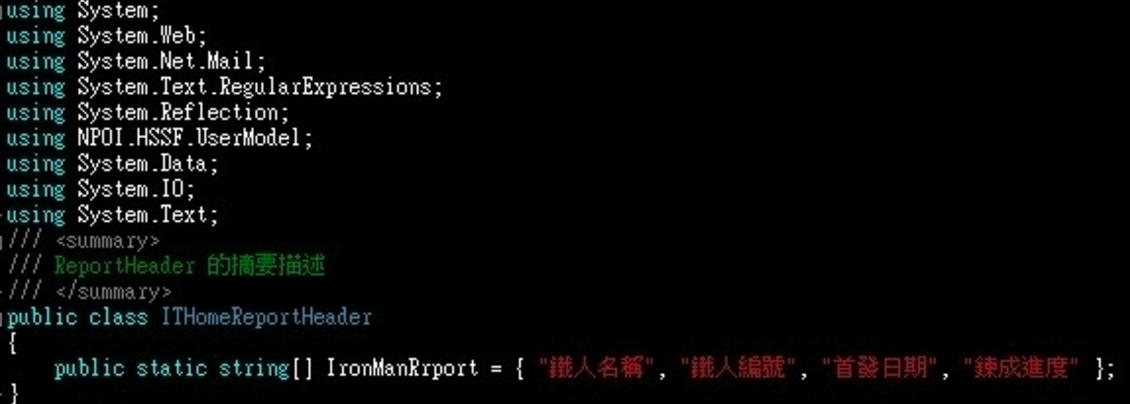 using System;
using System.Web;
using System.Net.Mail;
using System.Text.RegularExpressions;
using System.Reflection;
using NPOI.HSSF.UserModel;
using System.Data;
using System.IO;
using System.Text;
/// <summary>
/// ReportHeader 的摘要描述
/// </summary>
public class ITHomeReportHeader
{
public static string[] IronManRrport = { "鐵人名稱", "鐵人編號", "首發日期", "鍊成進度" };
}